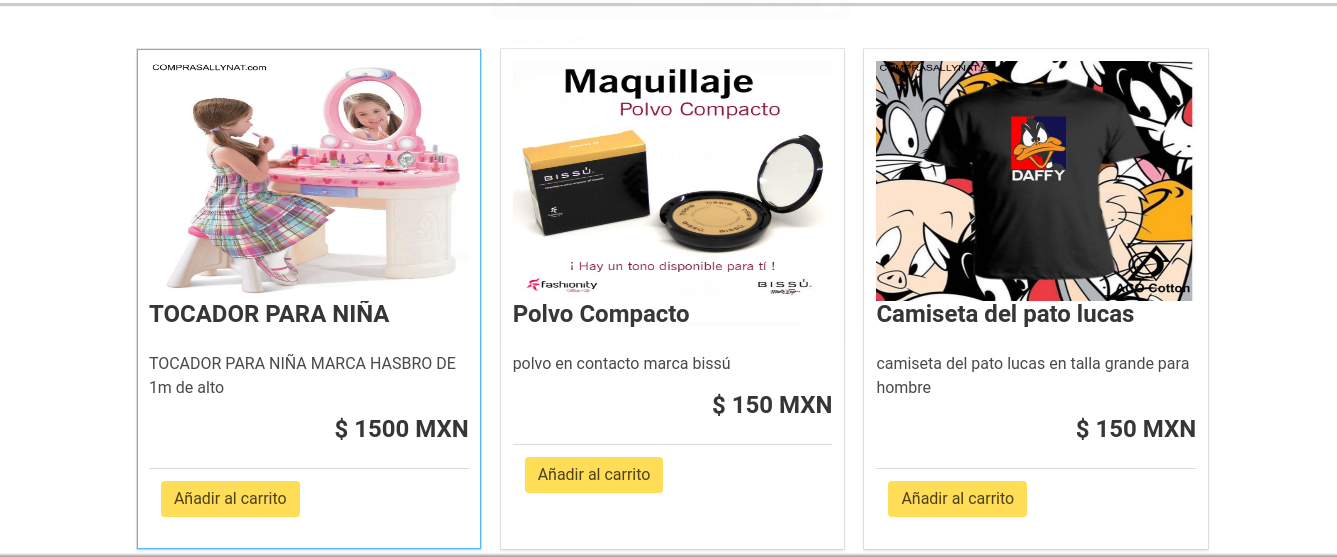 COMPRASALLYNAT.com
TOCADOR PARA NIÑA
TOCADOR PARA NIÑA MARCA HASBRO DE
1m de alto
$ 1500 MXN
Añadir al carrito
Maquillaje
Polvo Compacto
BISSÚ
¡ Hay un tono disponible para tí !
fashionity
BISSÚ
Polvo Compacto
polvo en contacto marca bissú
$ 150 MXN
Añadir al carrito
COMPRASALLYNAT
DAFFY
Cotton
Camiseta del pato lucas
camiseta del pato lucas en talla grande para
hombre
$ 150 MXN
Añadir al carrito